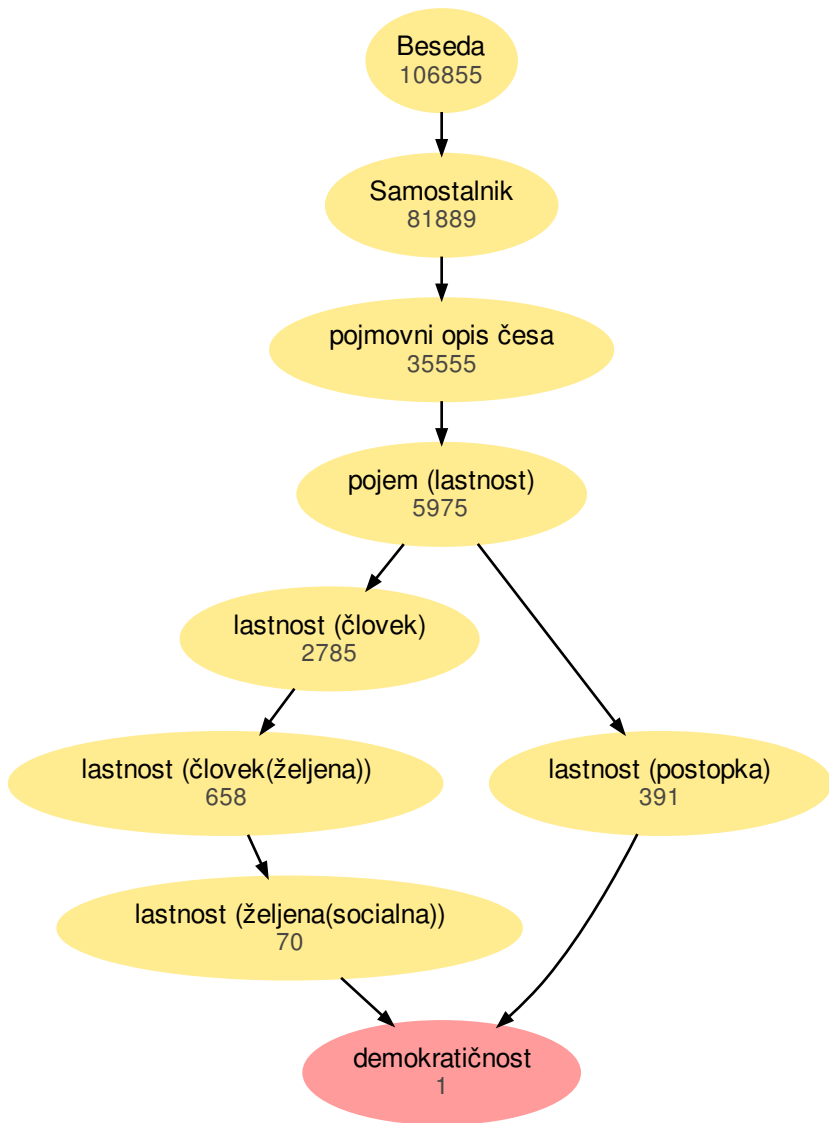 Beseda
106855
Samostalnik
81889
pojmovni opis česa
35555
pojem (lastnost)
5975
lastnost (človek)
2785
lastnost (človek(željena))
658
lastnost (postopka)
391
lastnost (željena(socialna))
70
demokratičnost
1